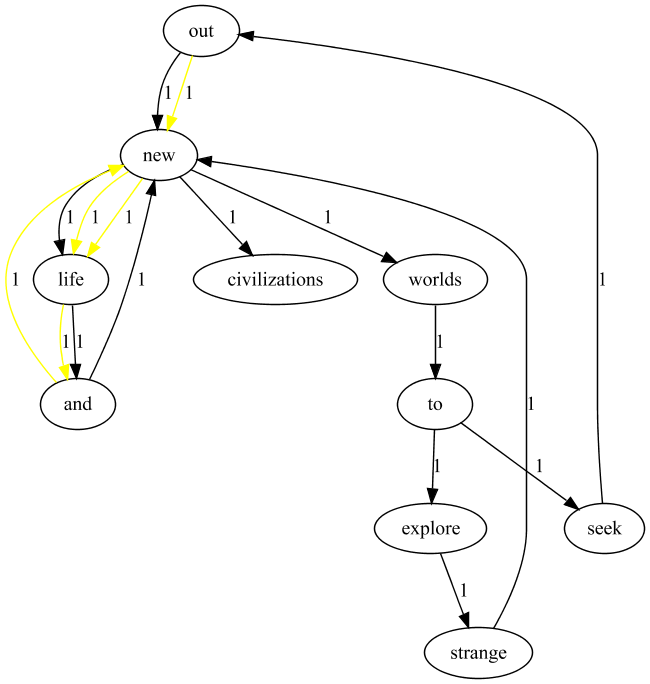 out
1 1
new
1 1 1 1 1
life civilizations worlds
1 1 1 1 1 1
and to
1 1 1
explore seek
1
strange